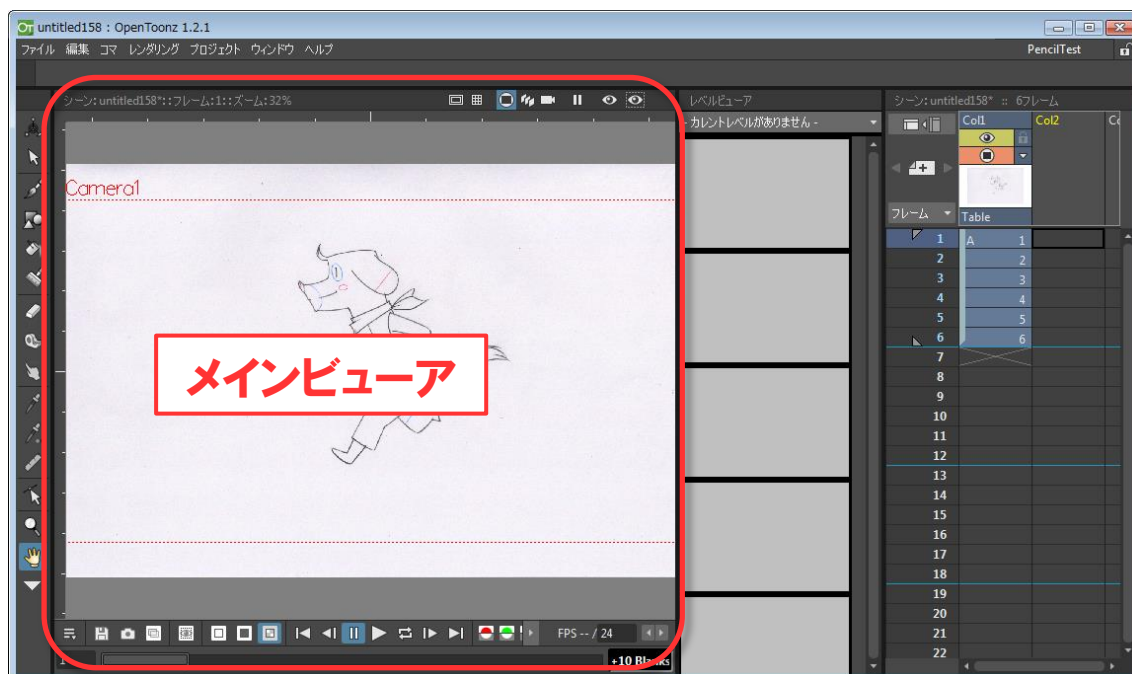 untitled158 : OpenToonz 1.2.1
ファイル 編集 コマ レンダリング プロジェクト ウィンドウ ヘルプ
PencilTest
シーン: untitled158*::フレーム:1::ズーム:32%
レベルビューア
シーン: untitled158* :: 6フレーム
- カレントレベルがありません -
Col1
Col2
Camera1
フレーム
Table
1 A 1
2 2
3 3
4 4
5 5
6 6
7
8
9
10
11
12
13
14
15
16
17
18
19
20
21
22
メインビューア
FPS -- / 24
1
+10 Blanks